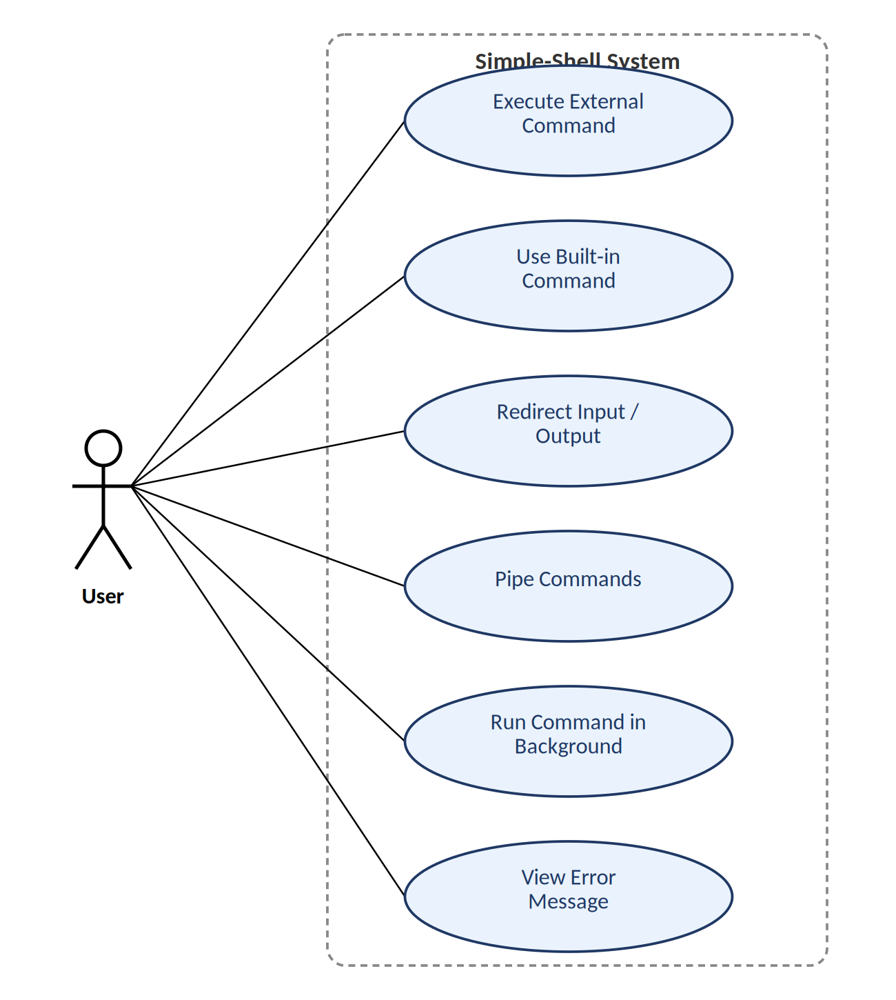 Simple-Shell System
Execute External
Command
Use Built-in
Command
Redirect Input /
Output
Pipe Commands
User
Run Command in
Background
View Error
Message